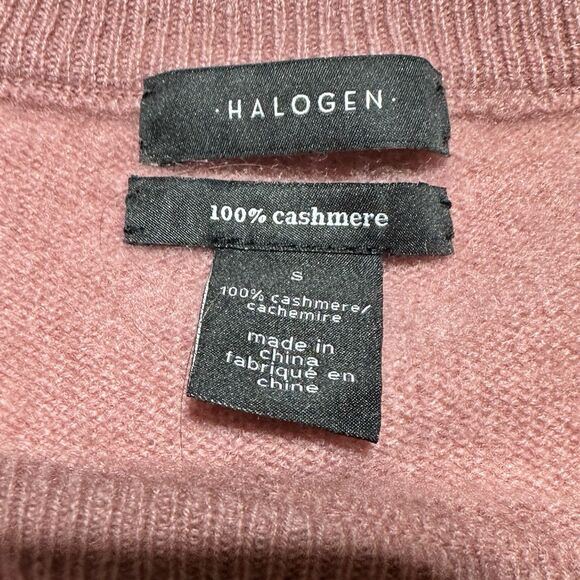 ·HALOGEN·
100% cashmere
S
100% cashmere/
cachemire
made in
china
fabriqué en
chine